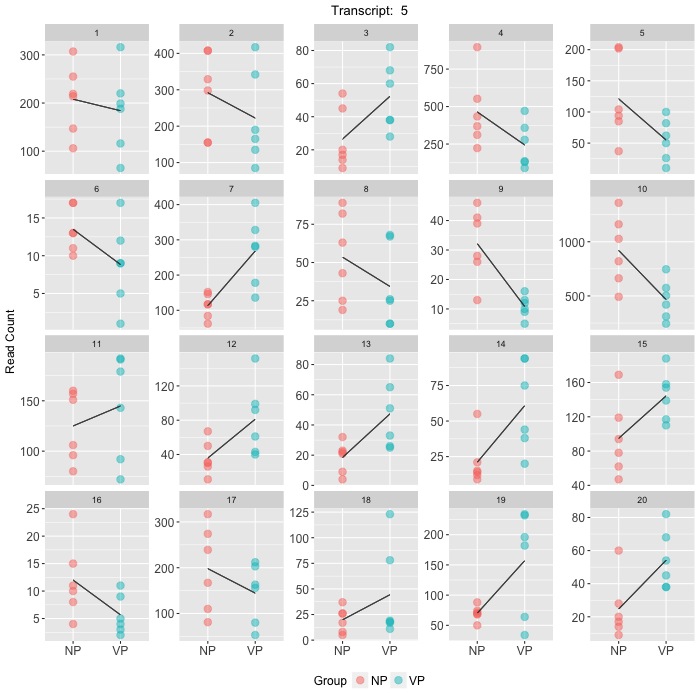 Transcript: 5
1 2 3 4 5
300 400 80 900 200
200 300 60 750 150
100 200 40 500 100
100 20 250 50
6 7 8 9 10
15 400 75 40 1000
10 300 50 30 500
5 200 25 20
100 10
Read Count
11 12 13 14 15
150 120 80 75 160
100 80 60 50 120
40 40 25 80
20 0 40
0
16 17 18 19 20
25 300 125 200 80
20 200 100 150 60
15 100 75 100 40
10 50 50 20
5 25
0
NP VP NP VP NP VP NP VP NP VP
Group NP VP